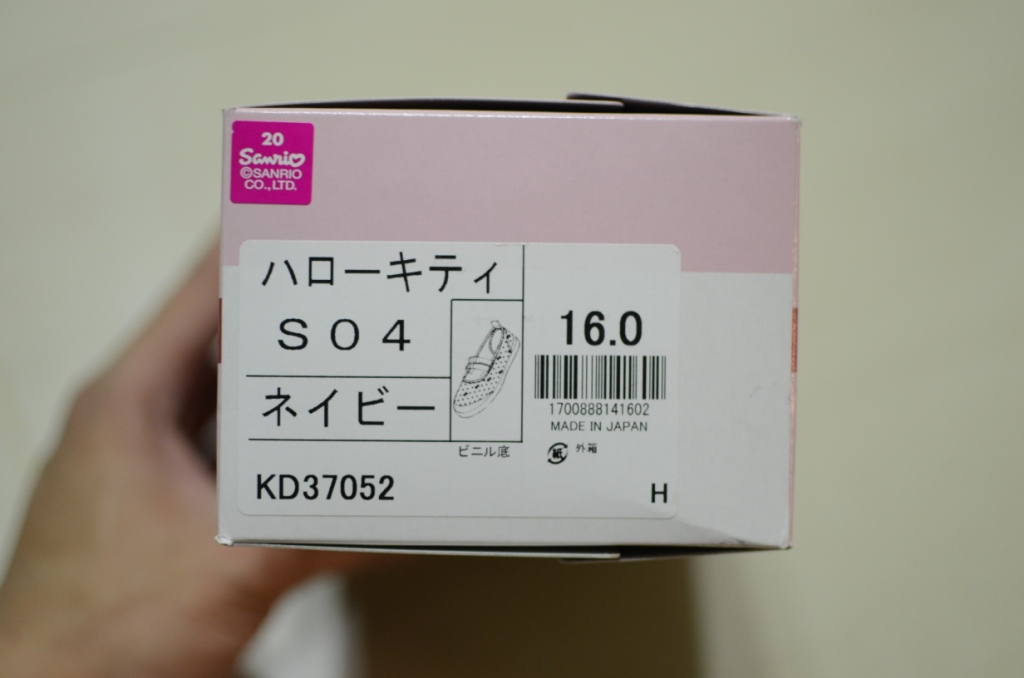 20
Sanrio
©SANRIO
CO.,LTD.
ハローキティ
S04
16.0
1700888141602
MADE IN JAPAN
ネイビー
ビニル底
紙 外箱
KD37052
H